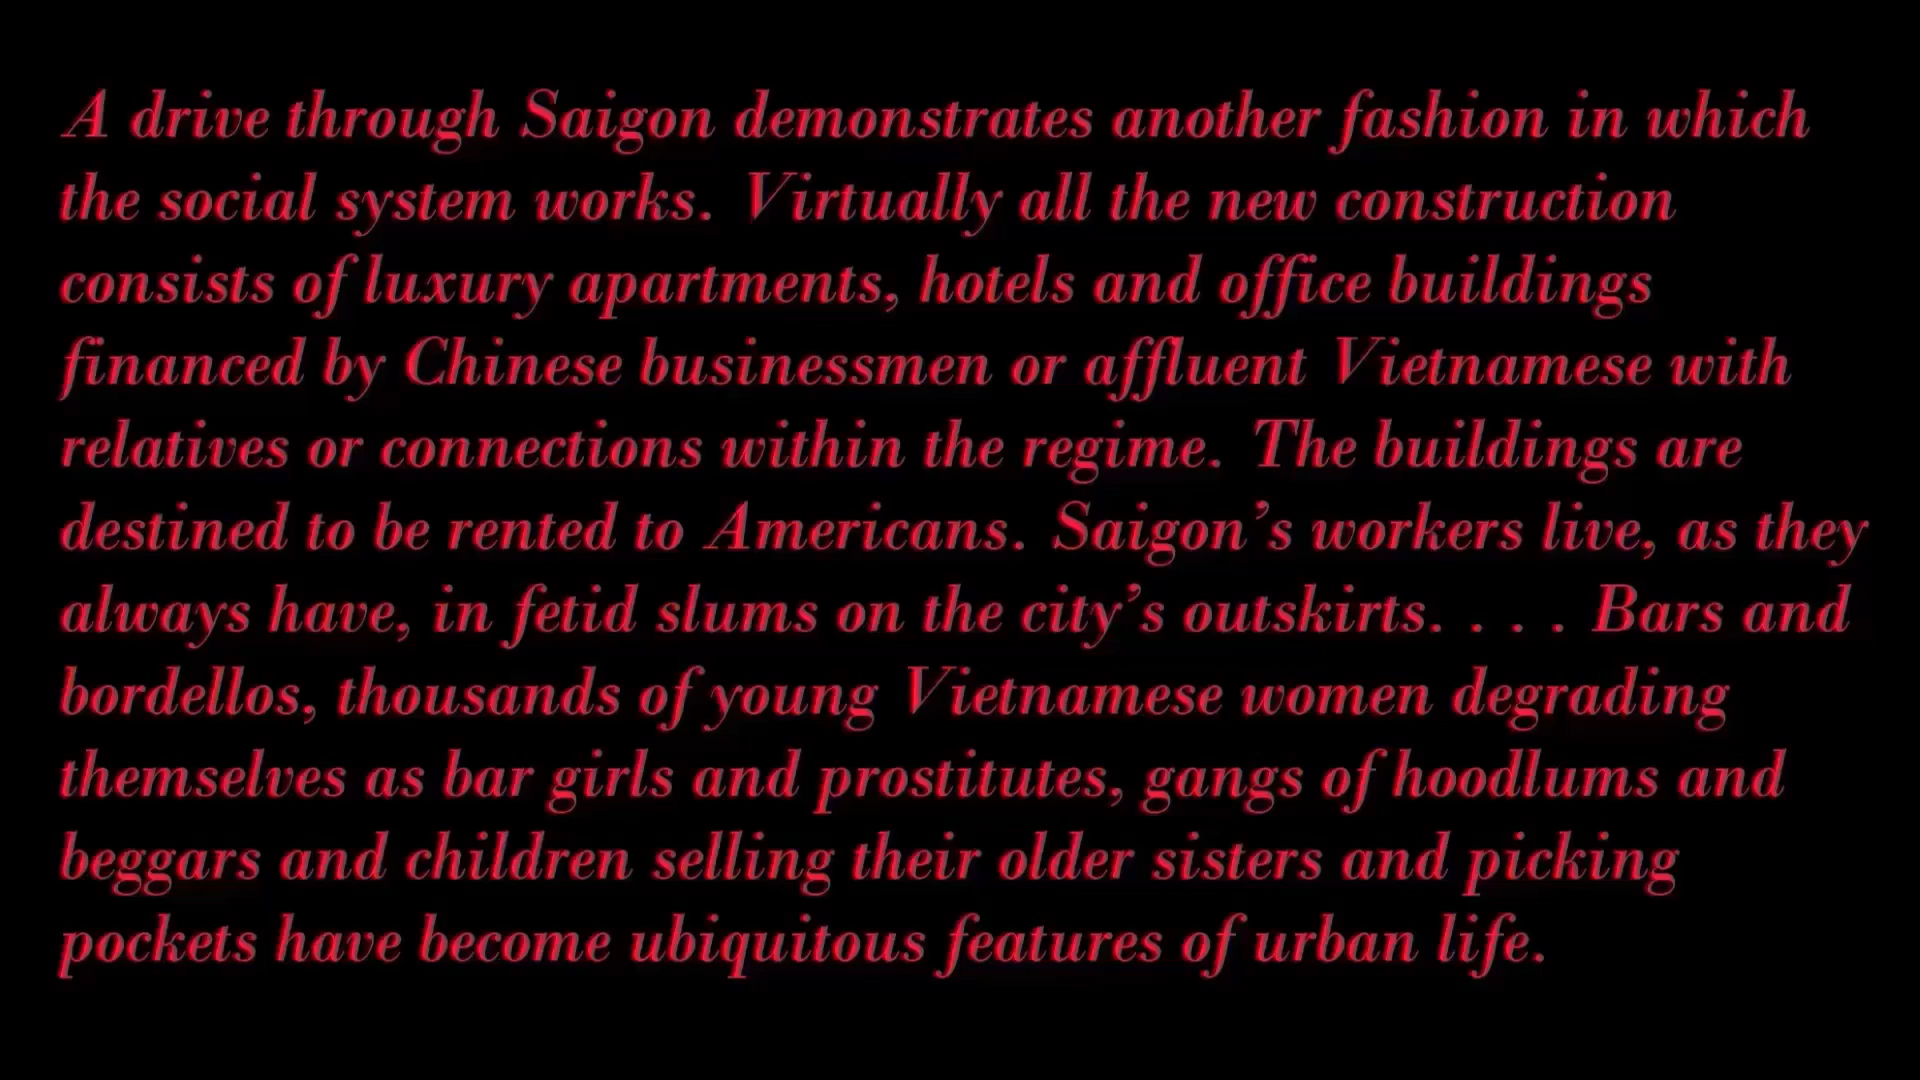 A drive through Saigon demonstrates another fashion in which
the social system works. Virtually all the new construction
consists of luxury apartments, hotels and office buildings
financed by Chinese businessmen or affluent Vietnamese with
relatives or connections within the regime. The buildings are
destined to be rented to Americans. Saigon’s workers live, as they
always have, in fetid slums on the city’s outskirts. . . . Bars and
bordellos, thousands of young Vietnamese women degrading
themselves as bar girls and prostitutes, gangs of hoodlums and
beggars and children selling their older sisters and picking
pockets have become ubiquitous features of urban life.